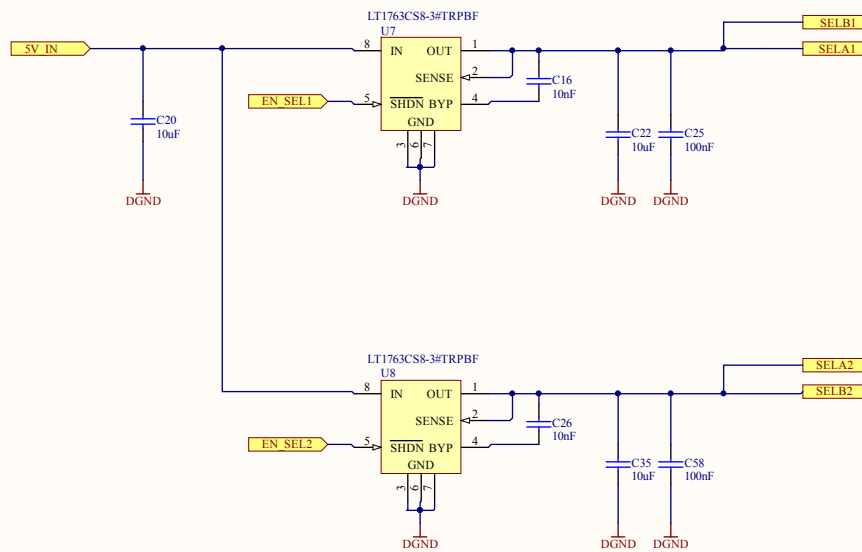 LT1763CS8-3#TRPBF
U7
SELB1
5V_IN
8
IN
OUT
1
SELA1
SENSE
2
C16
10nF
EN_SEL1
5
SHDN
BYP
4
GND
C20
10uF
3
6
7
C22
10uF
C25
100nF
DGND
DGND
DGND
DGND
LT1763CS8-3#TRPBF
U8
SELA2
8
IN
OUT
1
SELB2
SENSE
2
C26
10nF
EN_SEL2
5
SHDN
BYP
4
GND
3
6
7
C35
10uF
C58
100nF
DGND
DGND
DGND